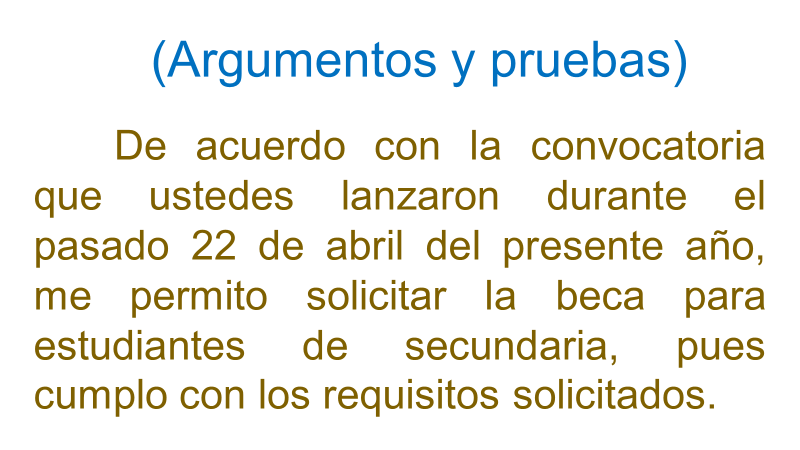 (Argumentos y pruebas)
De acuerdo con la convocatoria
que ustedes lanzaron durante el
pasado 22 de abril del presente año,
me permito solicitar la beca para
estudiantes de secundaria, pues
cumplo con los requisitos solicitados.